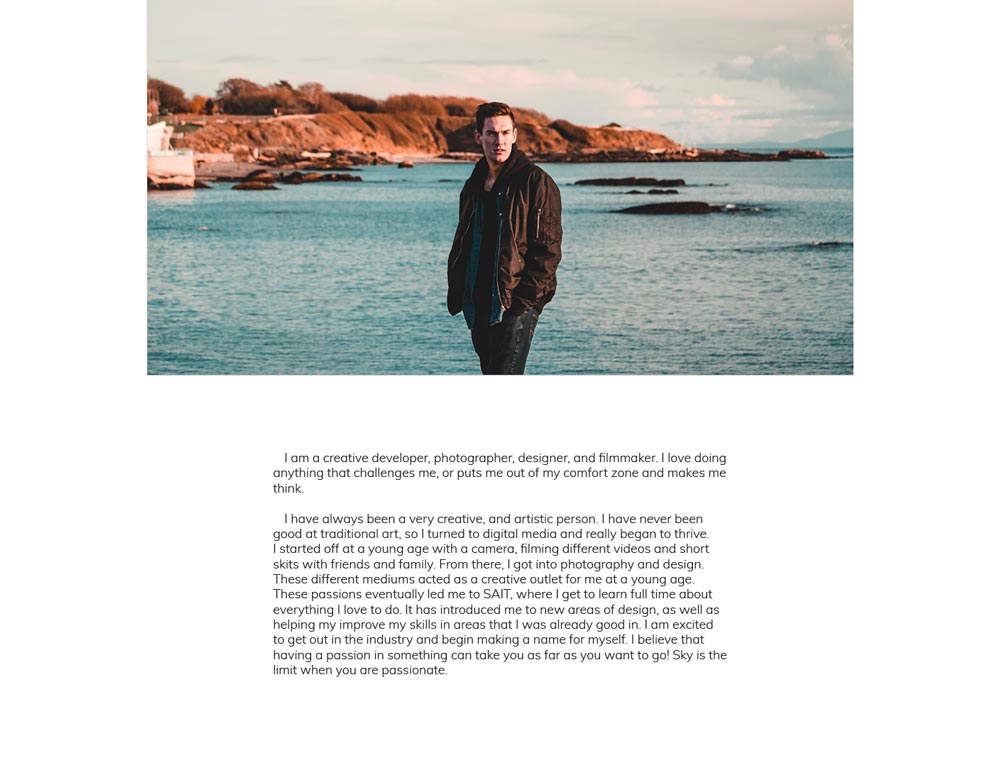 I am a creative developer, photographer, designer, and filmmaker. I love doing
anything that challenges me, or puts me out of my comfort zone and makes me
think.
I have always been a very creative, and artistic person. I have never been
good at traditional art, so I turned to digital media and really began to thrive.
I started off at a young age with a camera, filming different videos and short
skits with friends and family. From there, I got into photography and design.
These different mediums acted as a creative outlet for me at a young age.
These passions eventually led me to SAIT, where I get to learn full time about
everything I love to do. It has introduced me to new areas of design, as well as
helping my improve my skills in areas that I was already good in. I am excited
to get out in the industry and begin making a name for myself. I believe that
having a passion in something can take you as far as you want to go! Sky is the
limit when you are passionate.